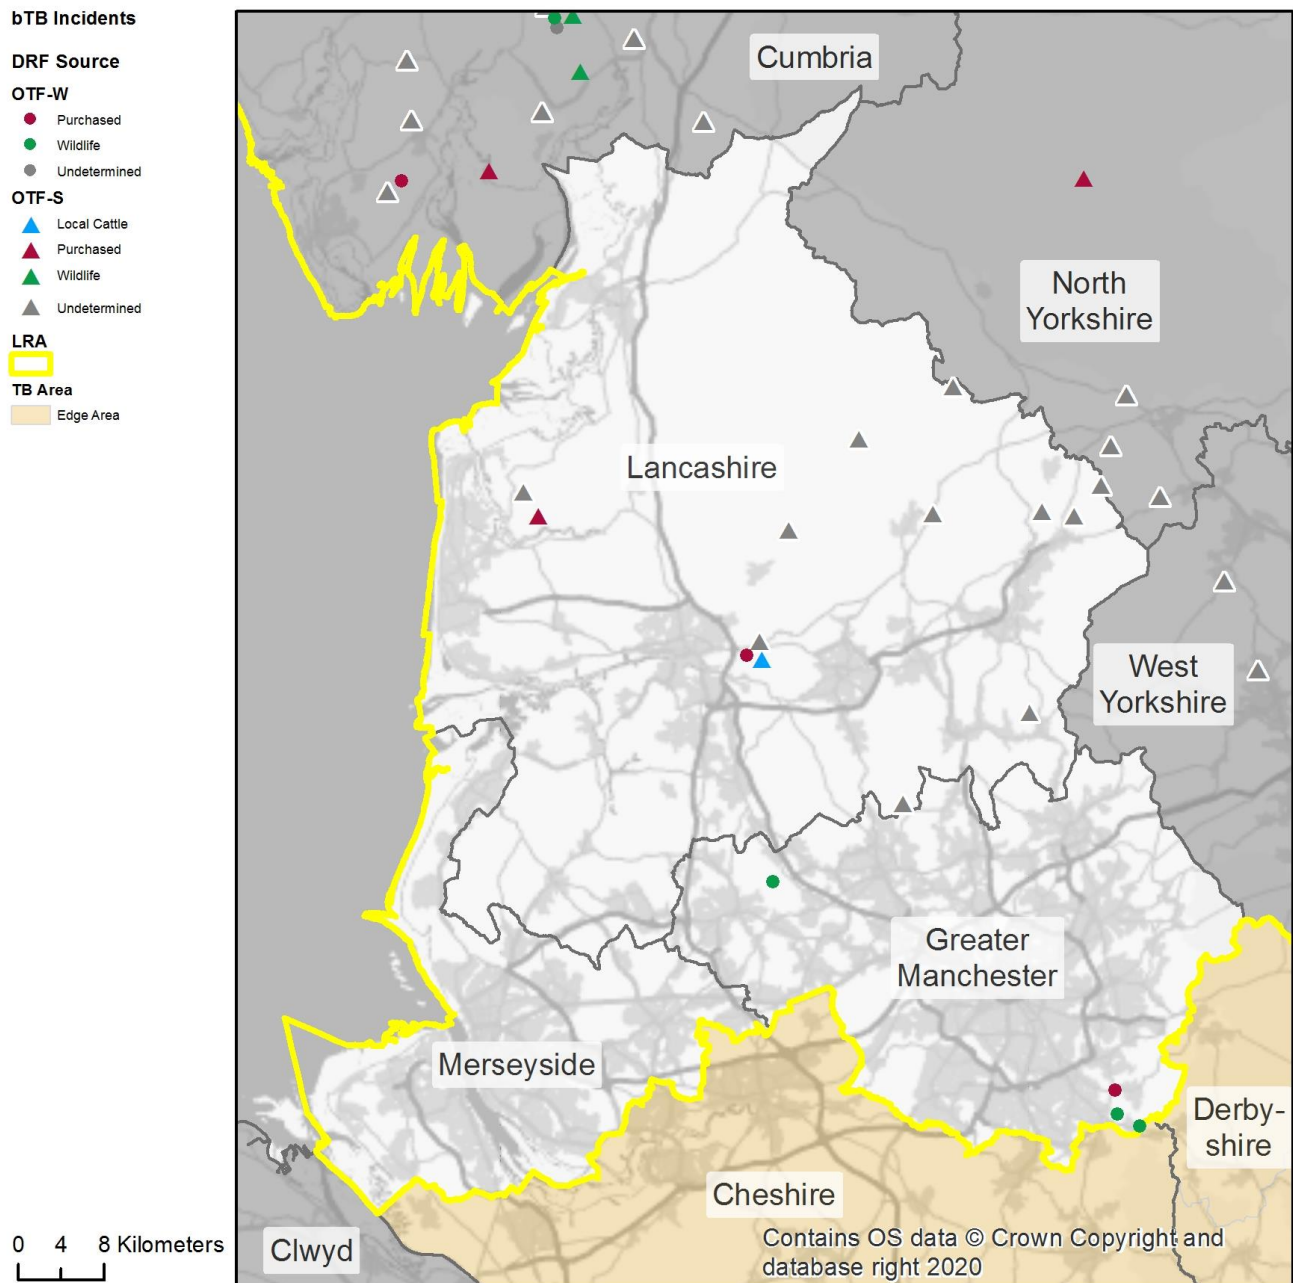 bTB Incidents
DRF Source
OTF-W
Purchased
Wildlife
Undetermined
OTF-S
Local Cattle
Purchased
Wildlife
Undetermined
LRA
TB Area
Edge Area
0 4 8 Kilometers
Cumbria
North
Yorkshire
Lancashire
West
Yorkshire
Greater
Manchester
Merseyside
Derby-
shire
Cheshire
Clwyd
Contains OS data © Crown Copyright and
database right 2020